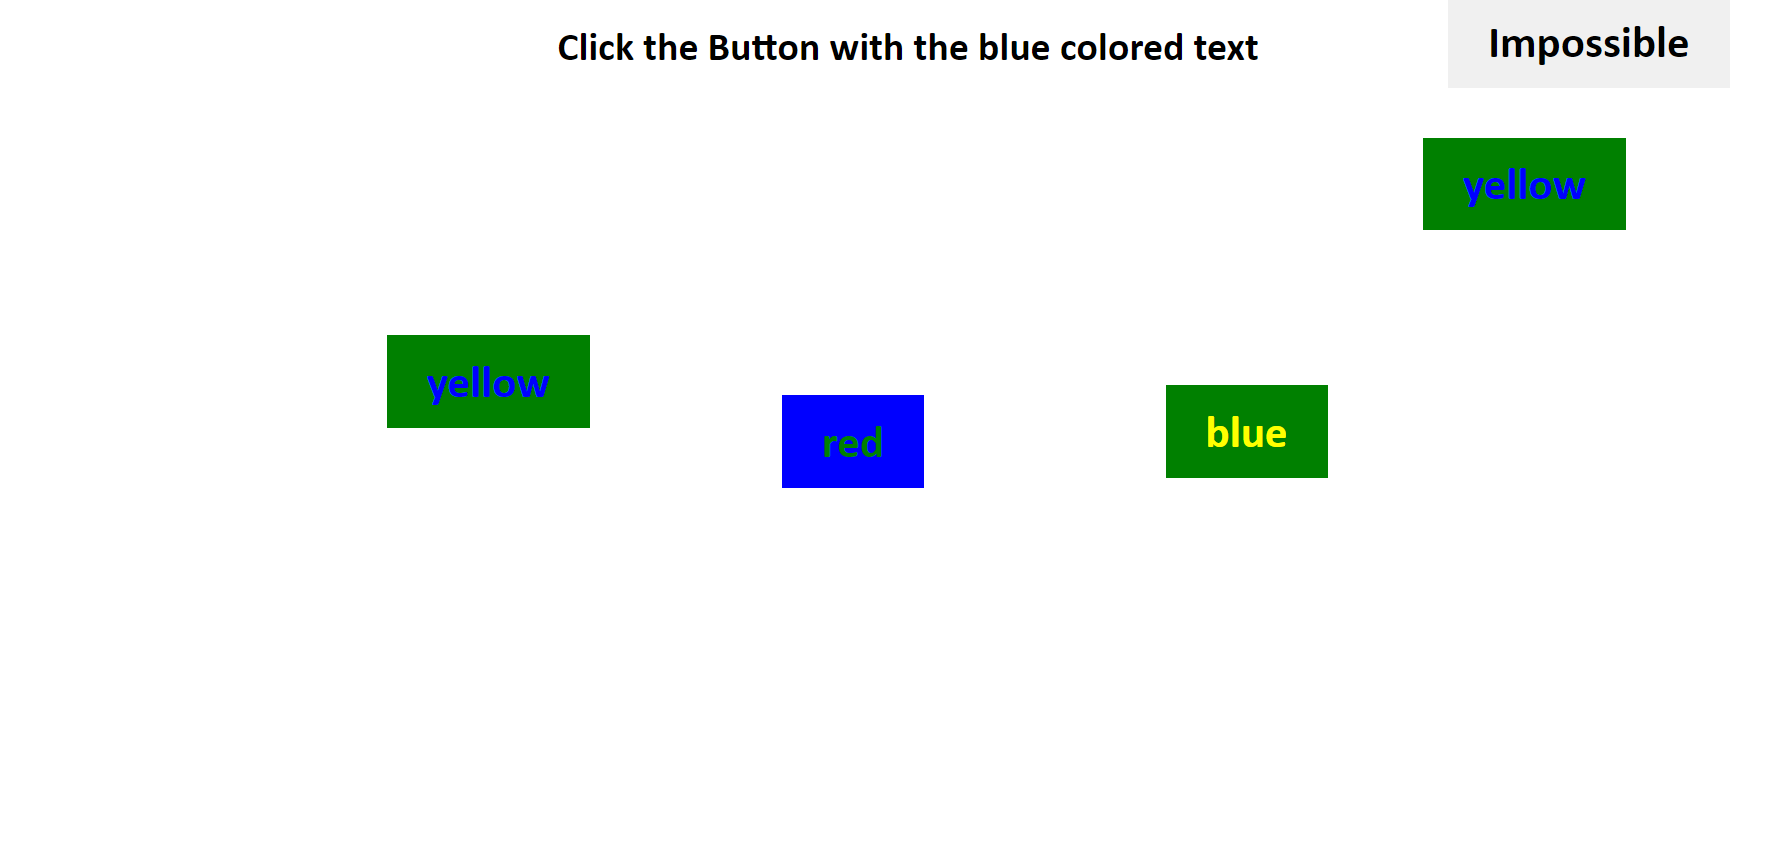 Click the Button with the blue colored text
Impossible
yellow
yellow
red
blue